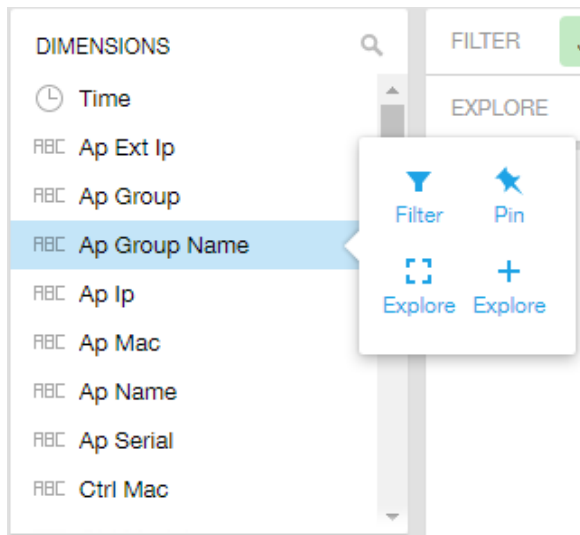 DIMENSIONS
Time
ABC Ap Ext Ip
ABC Ap Group
ABC Ap Group Name
ABC Ap Ip
ABC Ap Mac
ABC Ap Name
ABC Ap Serial
ABC Ctrl Mac
FILTER
EXPLORE
Filter Pin
Explore Explore